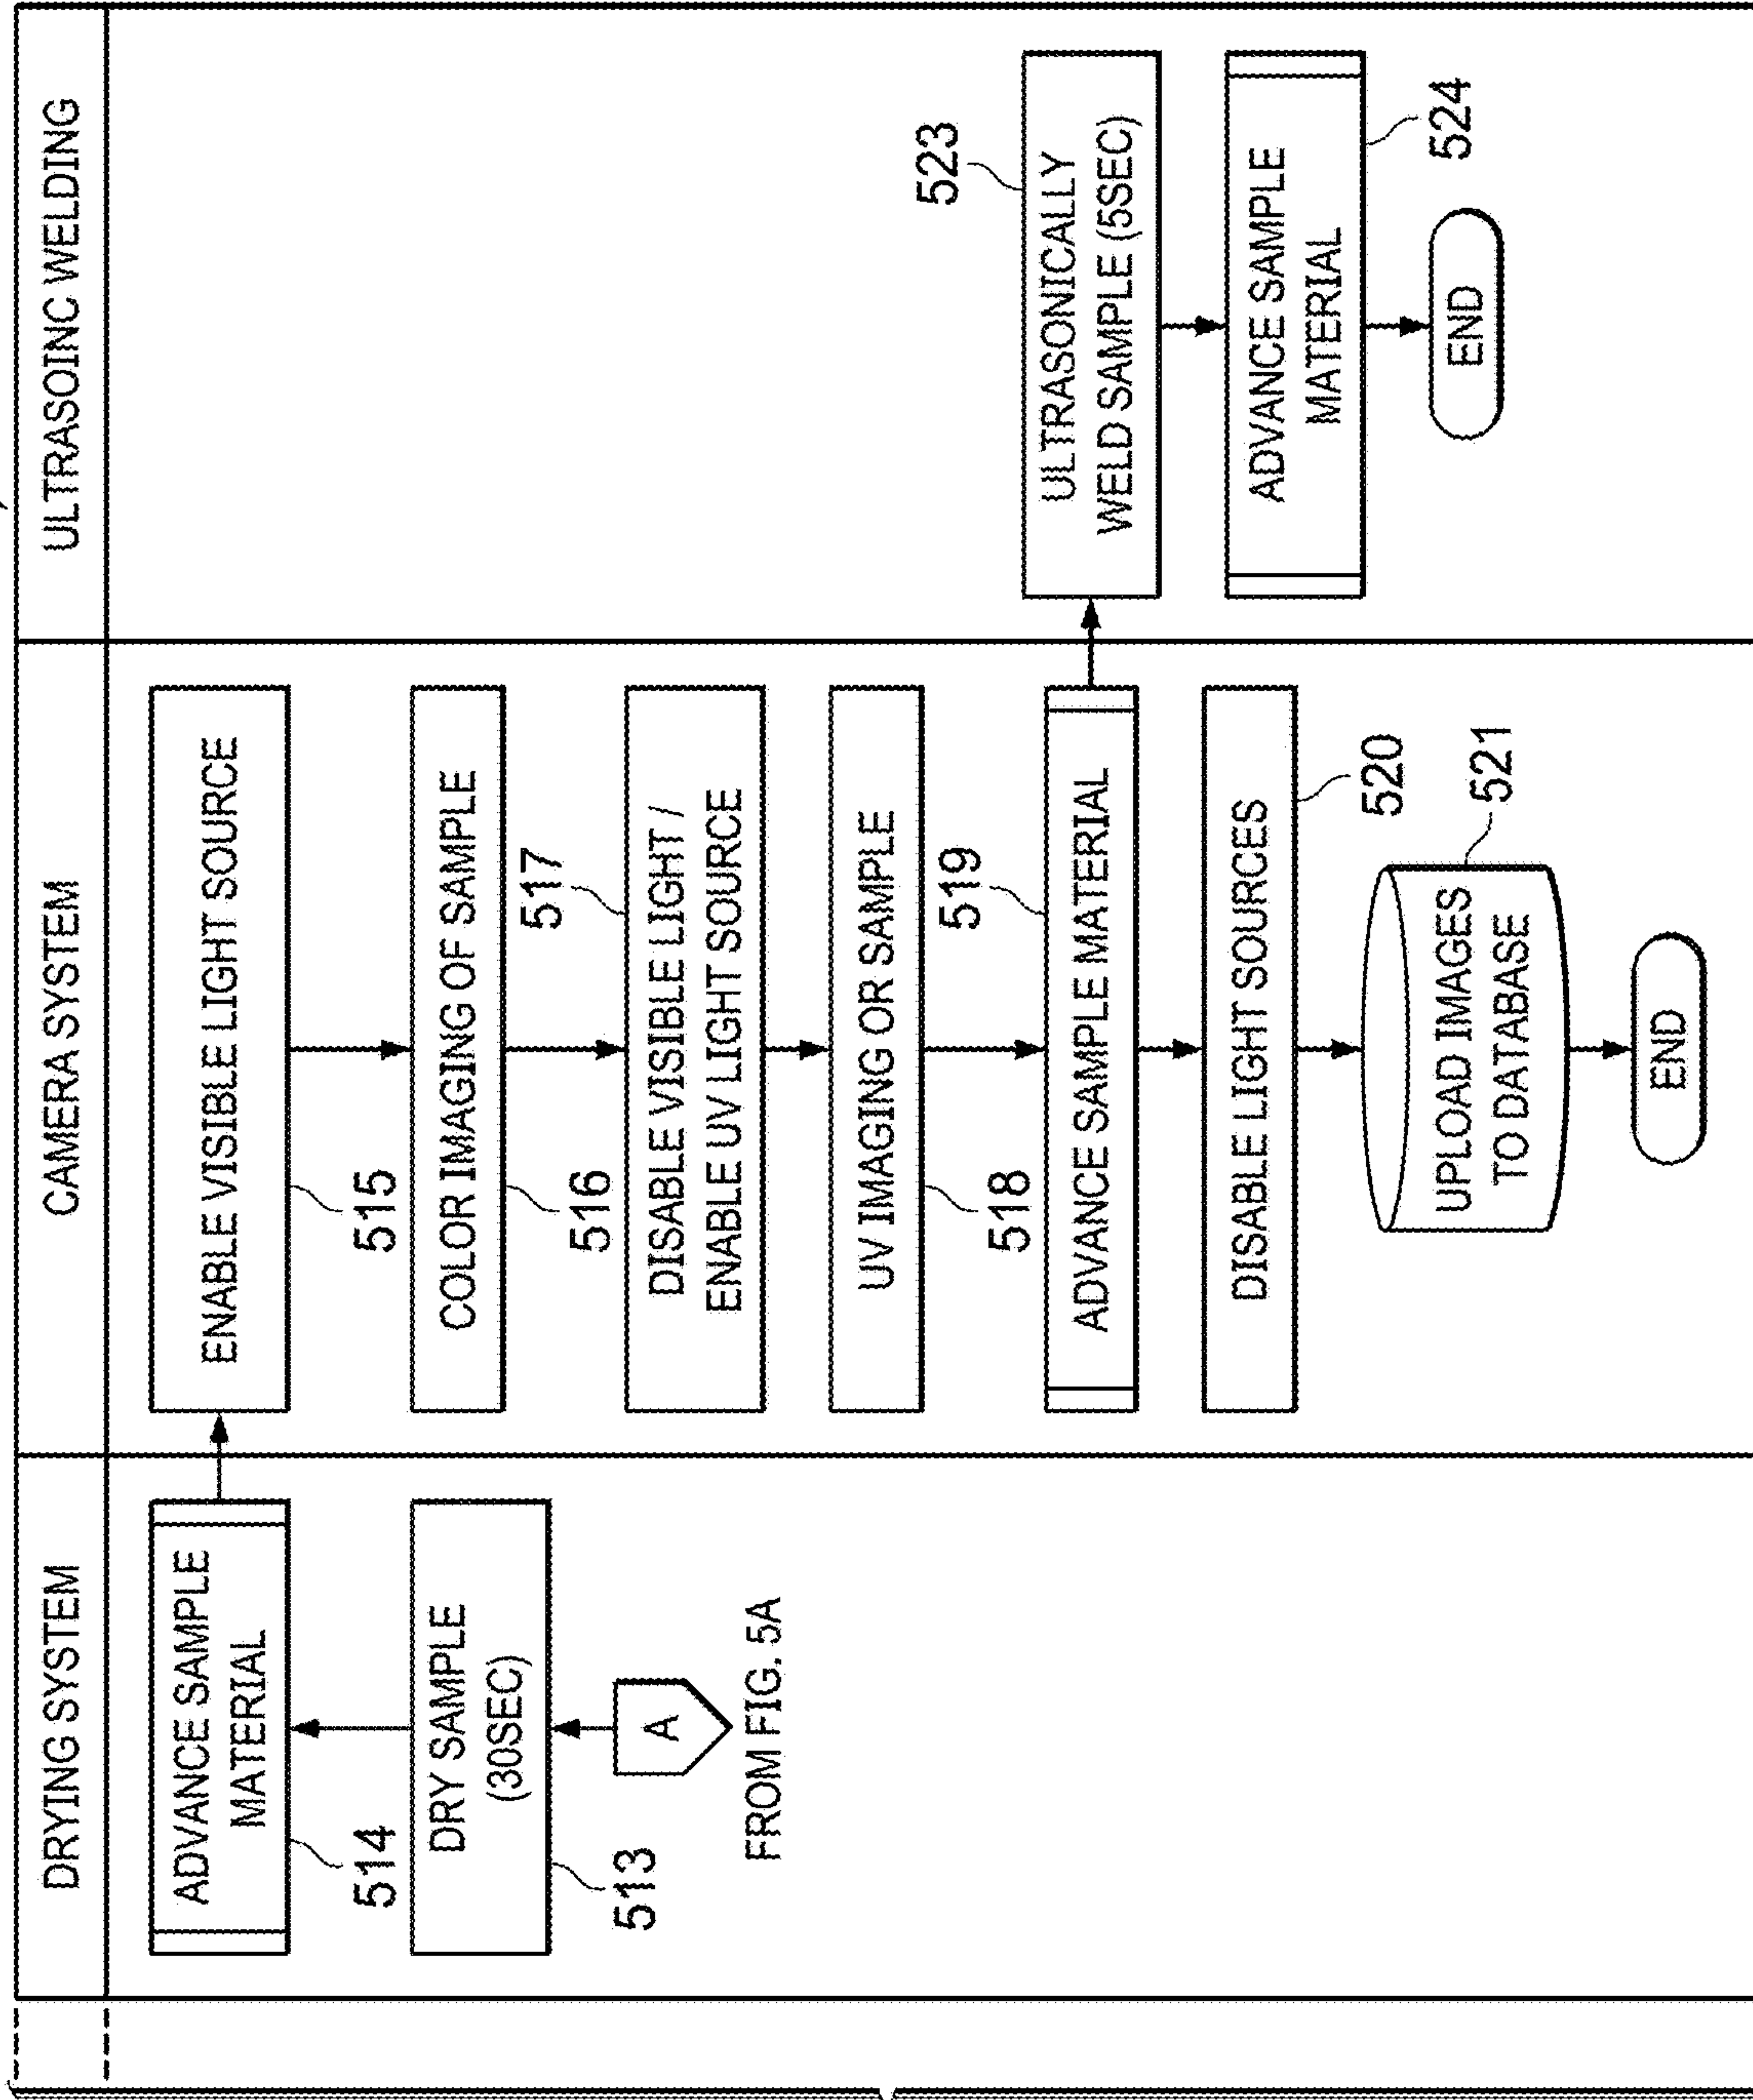 DRYING SYSTEM
ADVANCE SAMPLE
MATERIAL
514
DRY SAMPLE
(30SEC)
513
A
FROM FIG. 5A
CAMERA SYSTEM
ENABLE VISIBLE LIGHT SOURCE
515
COLOR IMAGING OF SAMPLE
516
517
DISABLE VISIBLE LIGHT /
ENABLE UV LIGHT SOURCE
UV IMAGING OR SAMPLE
518
519
ADVANCE SAMPLE MATERIAL
DISABLE LIGHT SOURCES
520
UPLOAD IMAGES
TO DATABASE
521
END
ULTRASOINC WELDING
523
ULTRASONICALLY
WELD SAMPLE (5SEC)
ADVANCE SAMPLE
MATERIAL
524
END